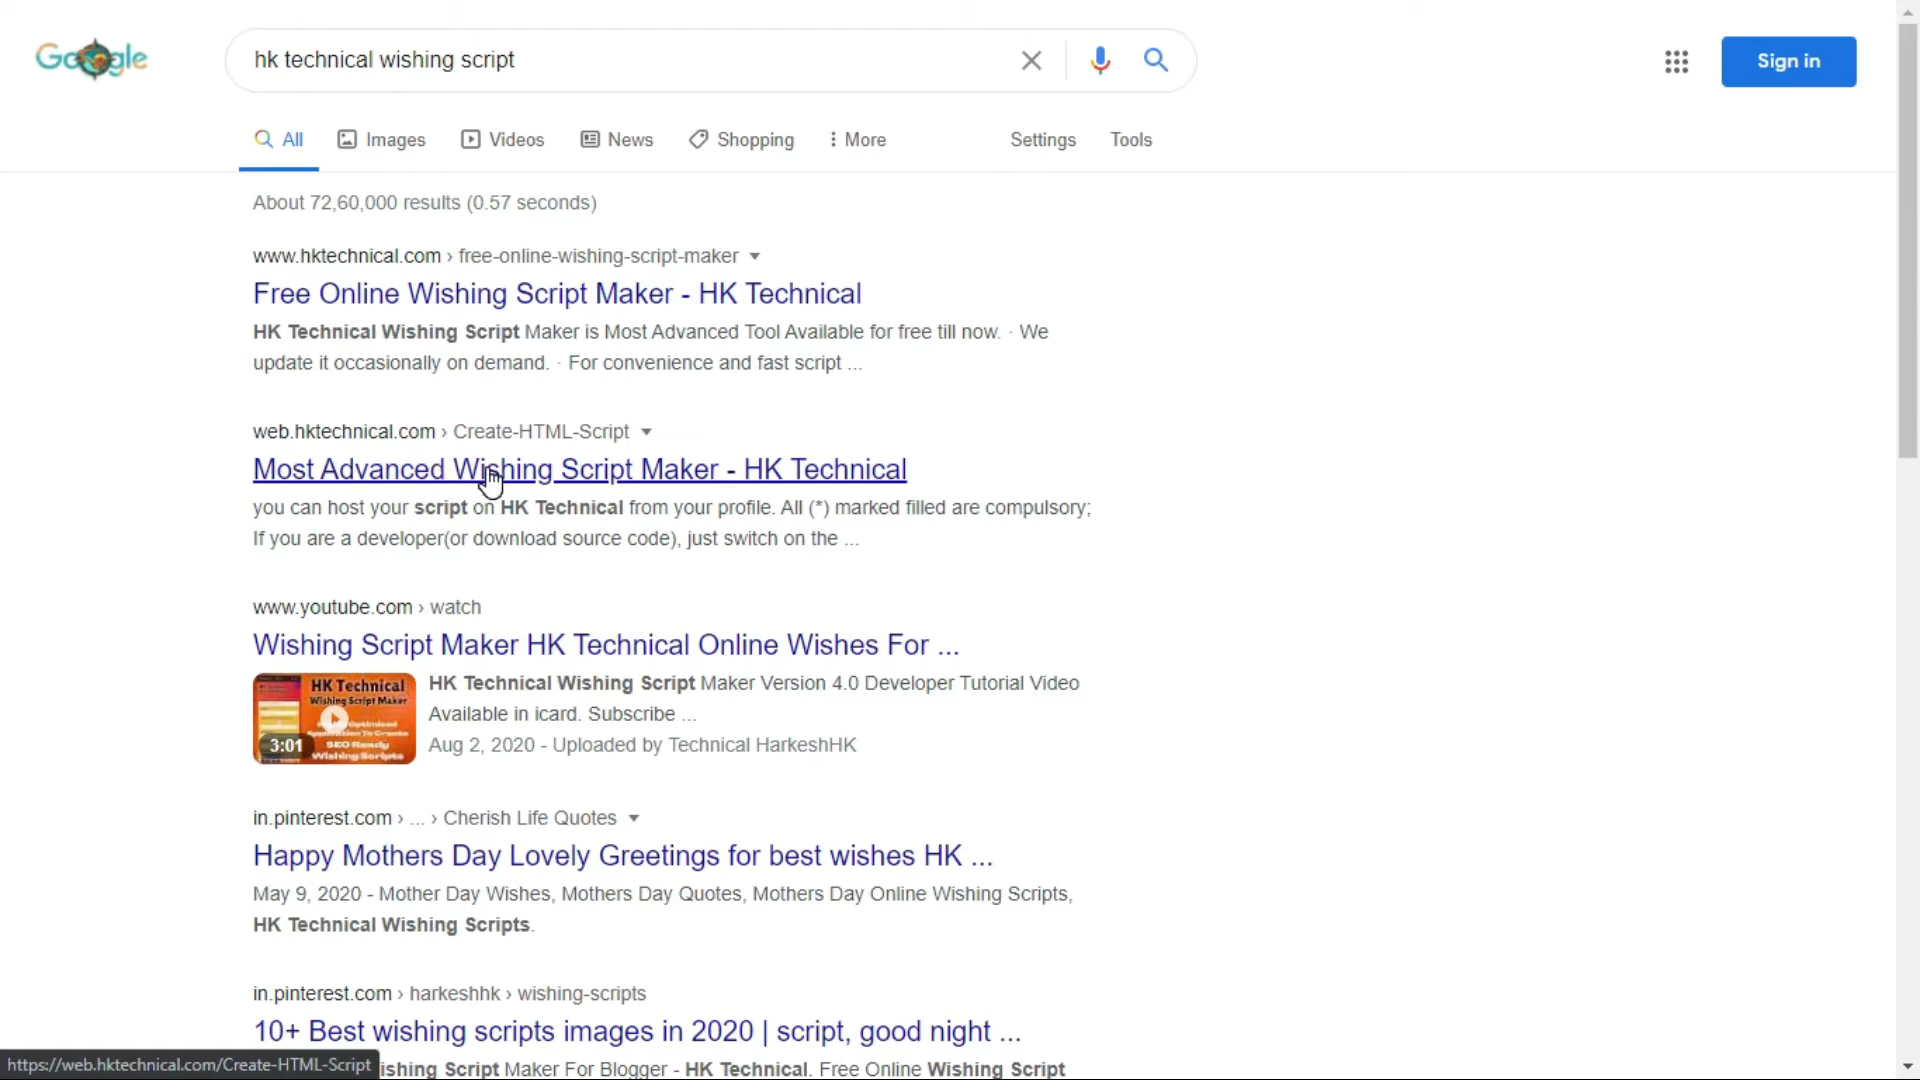 Google
hk technical wishing script
Sign in
All
Images
Videos
News
Shopping
More
Settings
Tools
About 72,60,000 results (0.57 seconds)
www.hktechnical.com › free-online-wishing-script-maker
Free Online Wishing Script Maker - HK Technical
HK Technical Wishing Script Maker is Most Advanced Tool Available for free till now. · We
update it occasionally on demand. · For convenience and fast script ...
web.hktechnical.com › Create-HTML-Script
Most Advanced Wishing Script Maker - HK Technical
you can host your script on HK Technical from your profile. All (*) marked filled are compulsory;
If you are a developer(or download source code), just switch on the ...
www.youtube.com › watch
Wishing Script Maker HK Technical Online Wishes For ...
HK Technical
Wishing Script Maker
Application To Create
SEO Ready
Wishing Scripts
3:01
HK Technical Wishing Script Maker Version 4.0 Developer Tutorial Video
Available in icard. Subscribe ...
Aug 2, 2020 - Uploaded by Technical HarkeshHK
in.pinterest.com › ... › Cherish Life Quotes
Happy Mothers Day Lovely Greetings for best wishes HK ...
May 9, 2020 - Mother Day Wishes, Mothers Day Quotes, Mothers Day Online Wishing Scripts,
HK Technical Wishing Scripts.
in.pinterest.com › harkeshhk › wishing-scripts
10+ Best wishing scripts images in 2020 | script, good night ...
ishing Script Maker For Blogger - HK Technical. Free Online Wishing Script
https://web.hktechnical.com/Create-HTML-Script